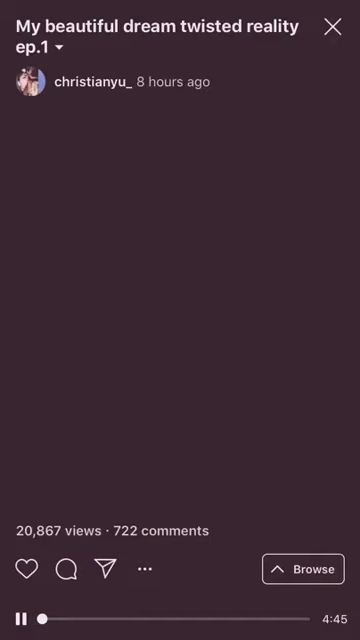 My beautiful dream twisted reality
ep.1
christianyu_ 8 hours ago
20,867 views · 722 comments
Browse
4:45